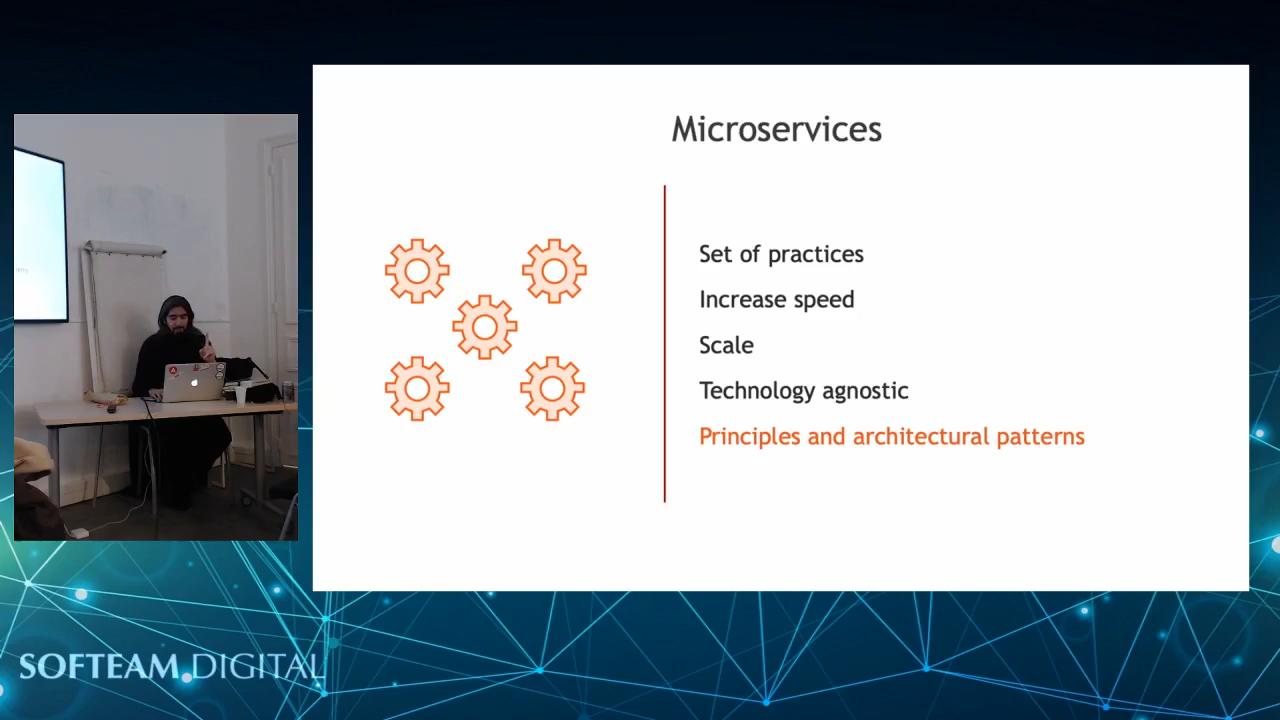 Microservices
Set of practices
Increase speed
Scale
Technology agnostic
Principles and architectural patterns
SOFTEAM DIGITAL